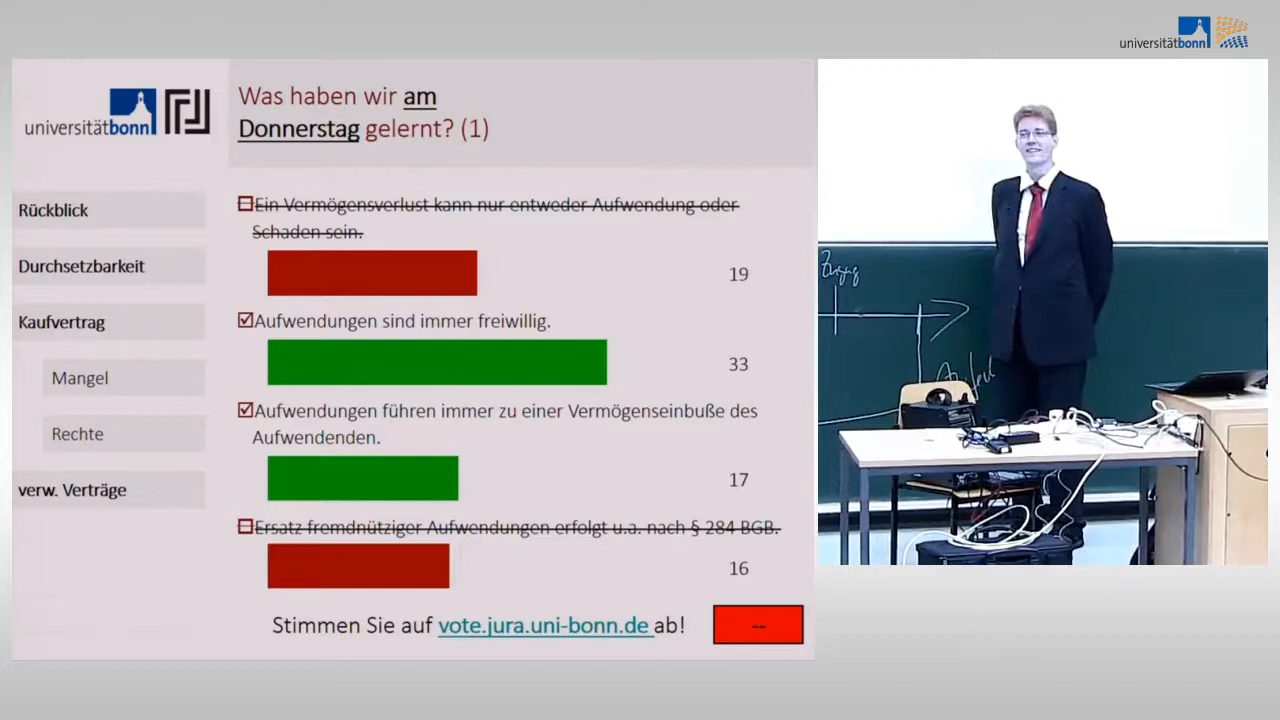 universitätbonn
universitätbonn
Was haben wir am
Donnerstag gelernt? (1)
Rückblick
Durchsetzbarkeit
Kaufvertrag
Mangel
Rechte
verw. Verträge
Ein Vermögensverlust kann nur entweder Aufwendung oder
Schaden sein.
19
Aufwendungen sind immer freiwillig.
33
Aufwendungen führen immer zu einer Vermögenseinbuße des
Aufwendenden.
17
Ersatz fremdnütziger Aufwendungen erfolgt u.a. nach § 284 BGB.
16
Stimmen Sie auf vote.jura.uni-bonn.de ab!
--